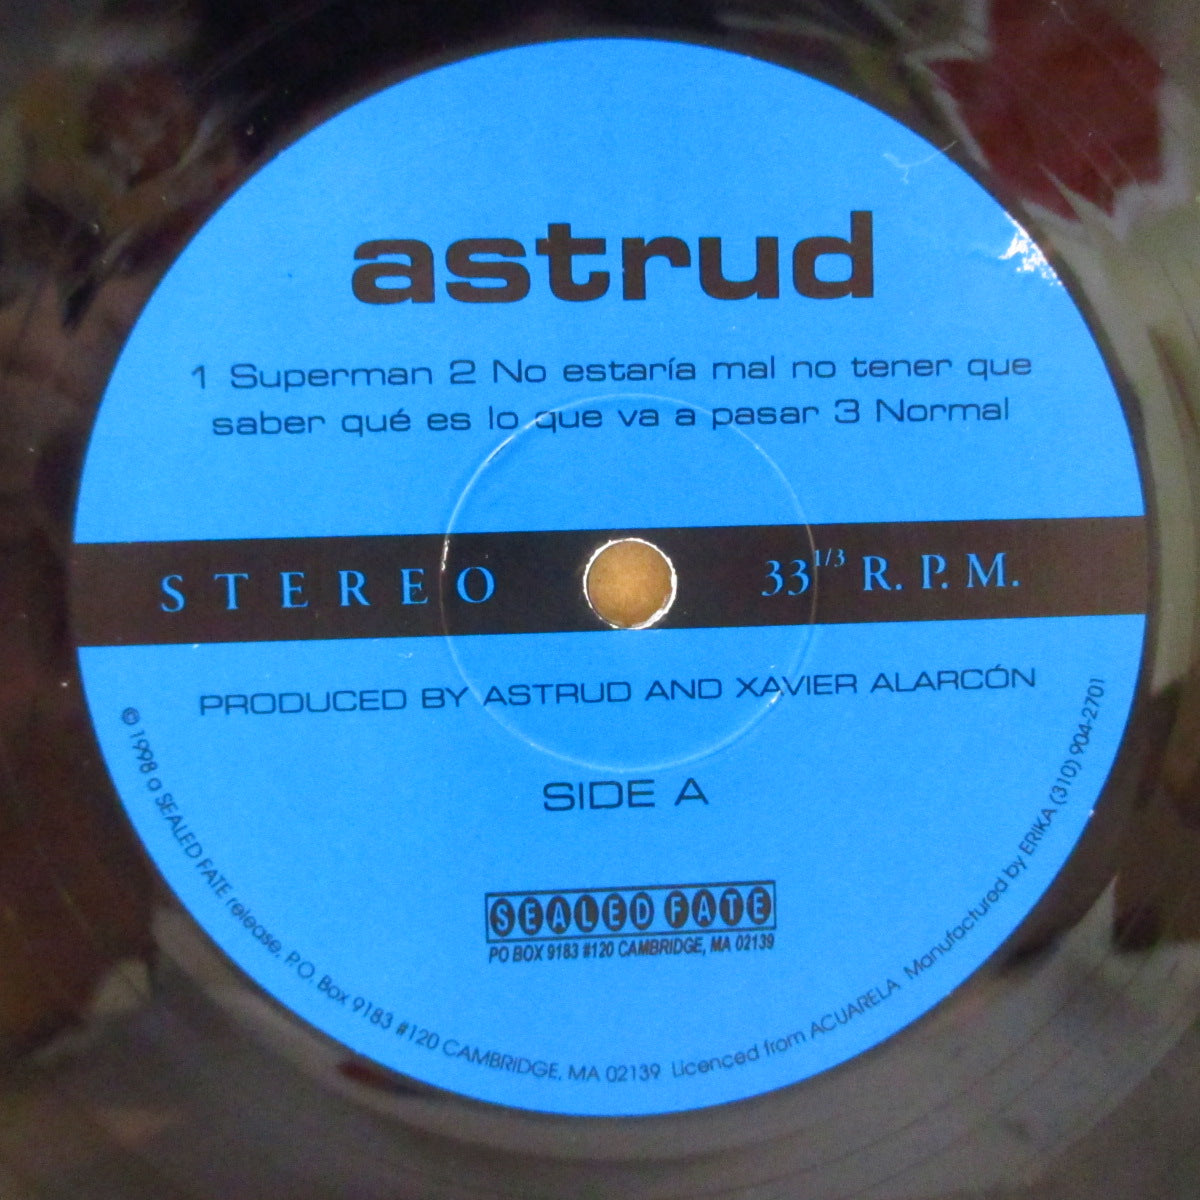 astrud
1 Superman 2 No estaría mal no tener que
saber qué es lo que va a pasar 3 Normal
STEREO 33 1/3 R. P. M.
PRODUCED BY ASTRUD AND XAVIER ALARCÓN
SIDE A
SEALED FATE
PO BOX 9183 #120 CAMBRIDGE, MA 02139
© 1998 a SEALED FATE release, P.O. Box 9183 #120 CAMBRIDGE, MA 02139 Licenced from ACUARELA Manufactured by ERIKA (310) 904-2701